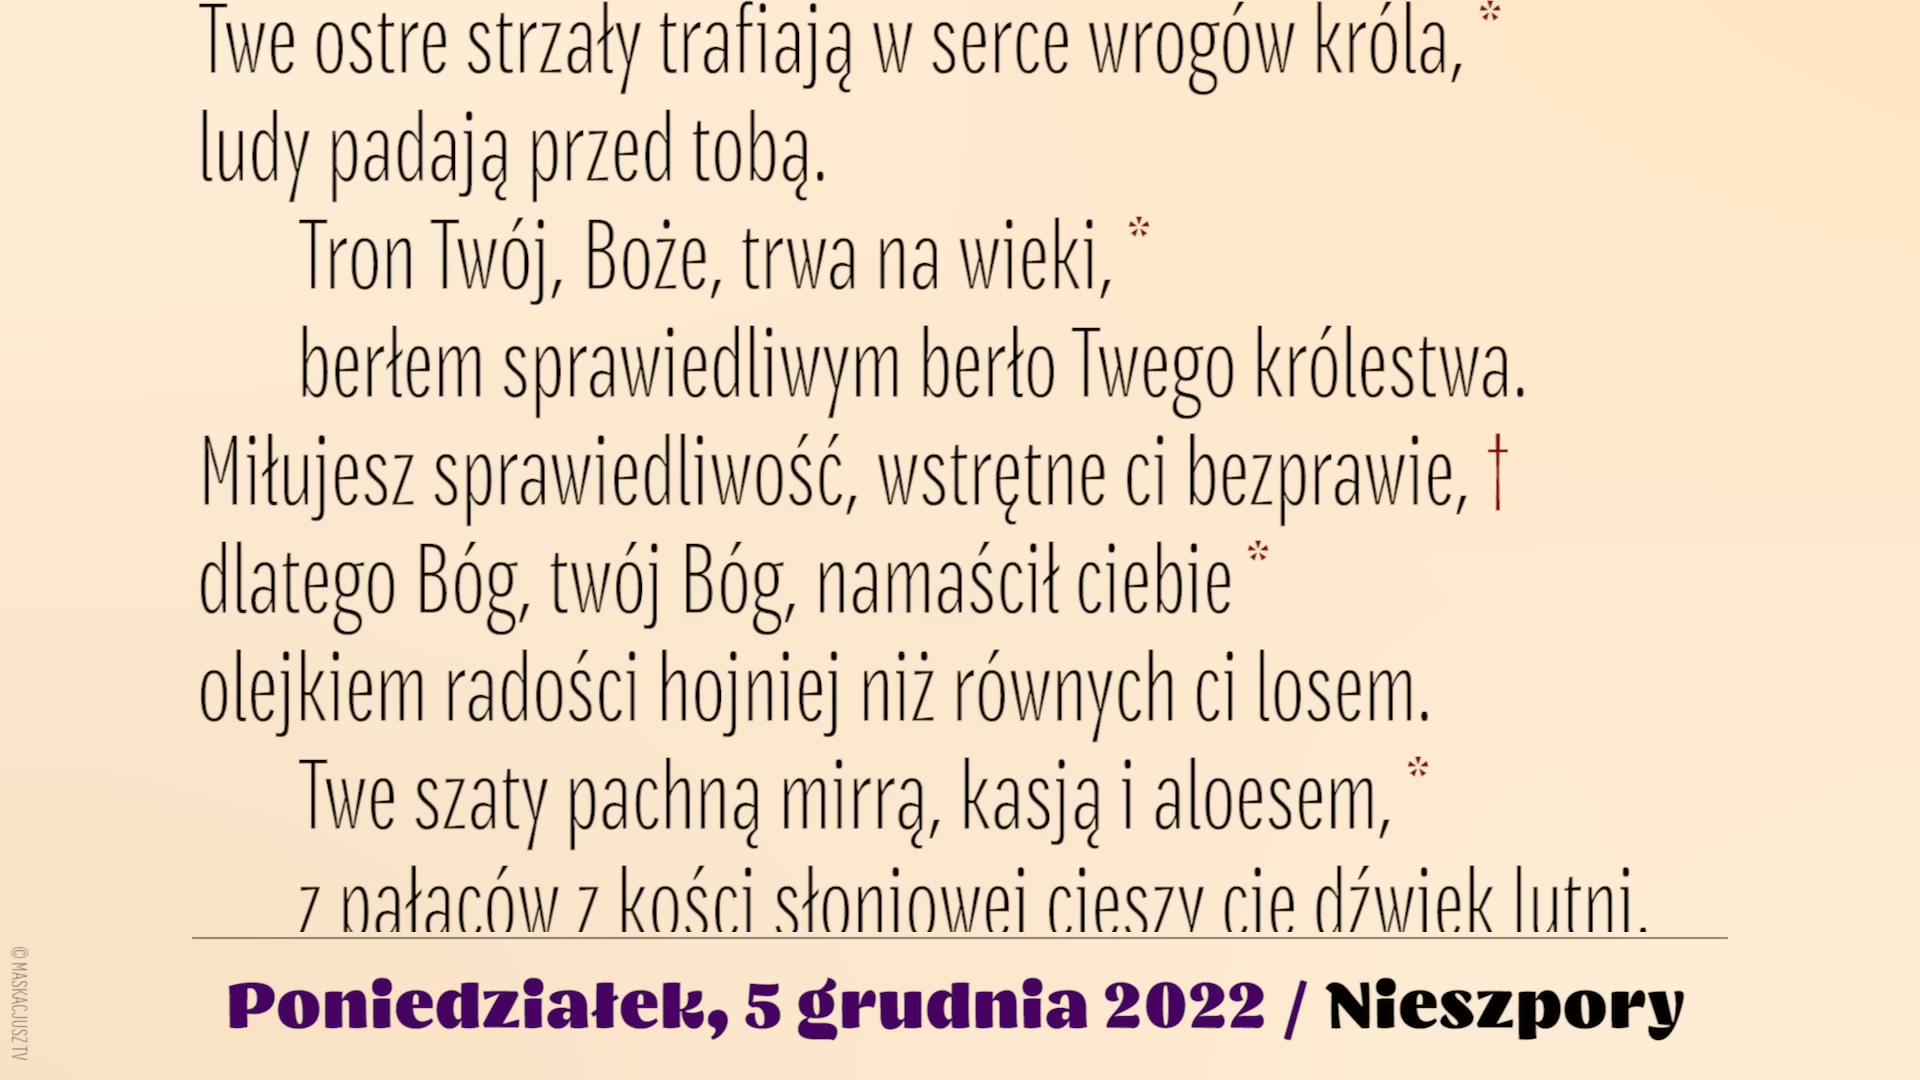 Twe ostre strzały trafiają w serce wrogów króla, *
ludy padają przed tobą.
Tron Twój, Boże, trwa na wieki, *
berłem sprawiedliwym berło Twego królestwa.
Miłujesz sprawiedliwość, wstrętne ci bezprawie, †
dlatego Bóg, twój Bóg, namaścił ciebie *
olejkiem radości hojniej niż równych ci losem.
Twe szaty pachną mirrą, kasją i aloesem, *
z pałaców z kości słoniowej cieszy cię dźwięk lutni.
Poniedziałek, 5 grudnia 2022 / Nieszpory
© MASKACJUSZ TV